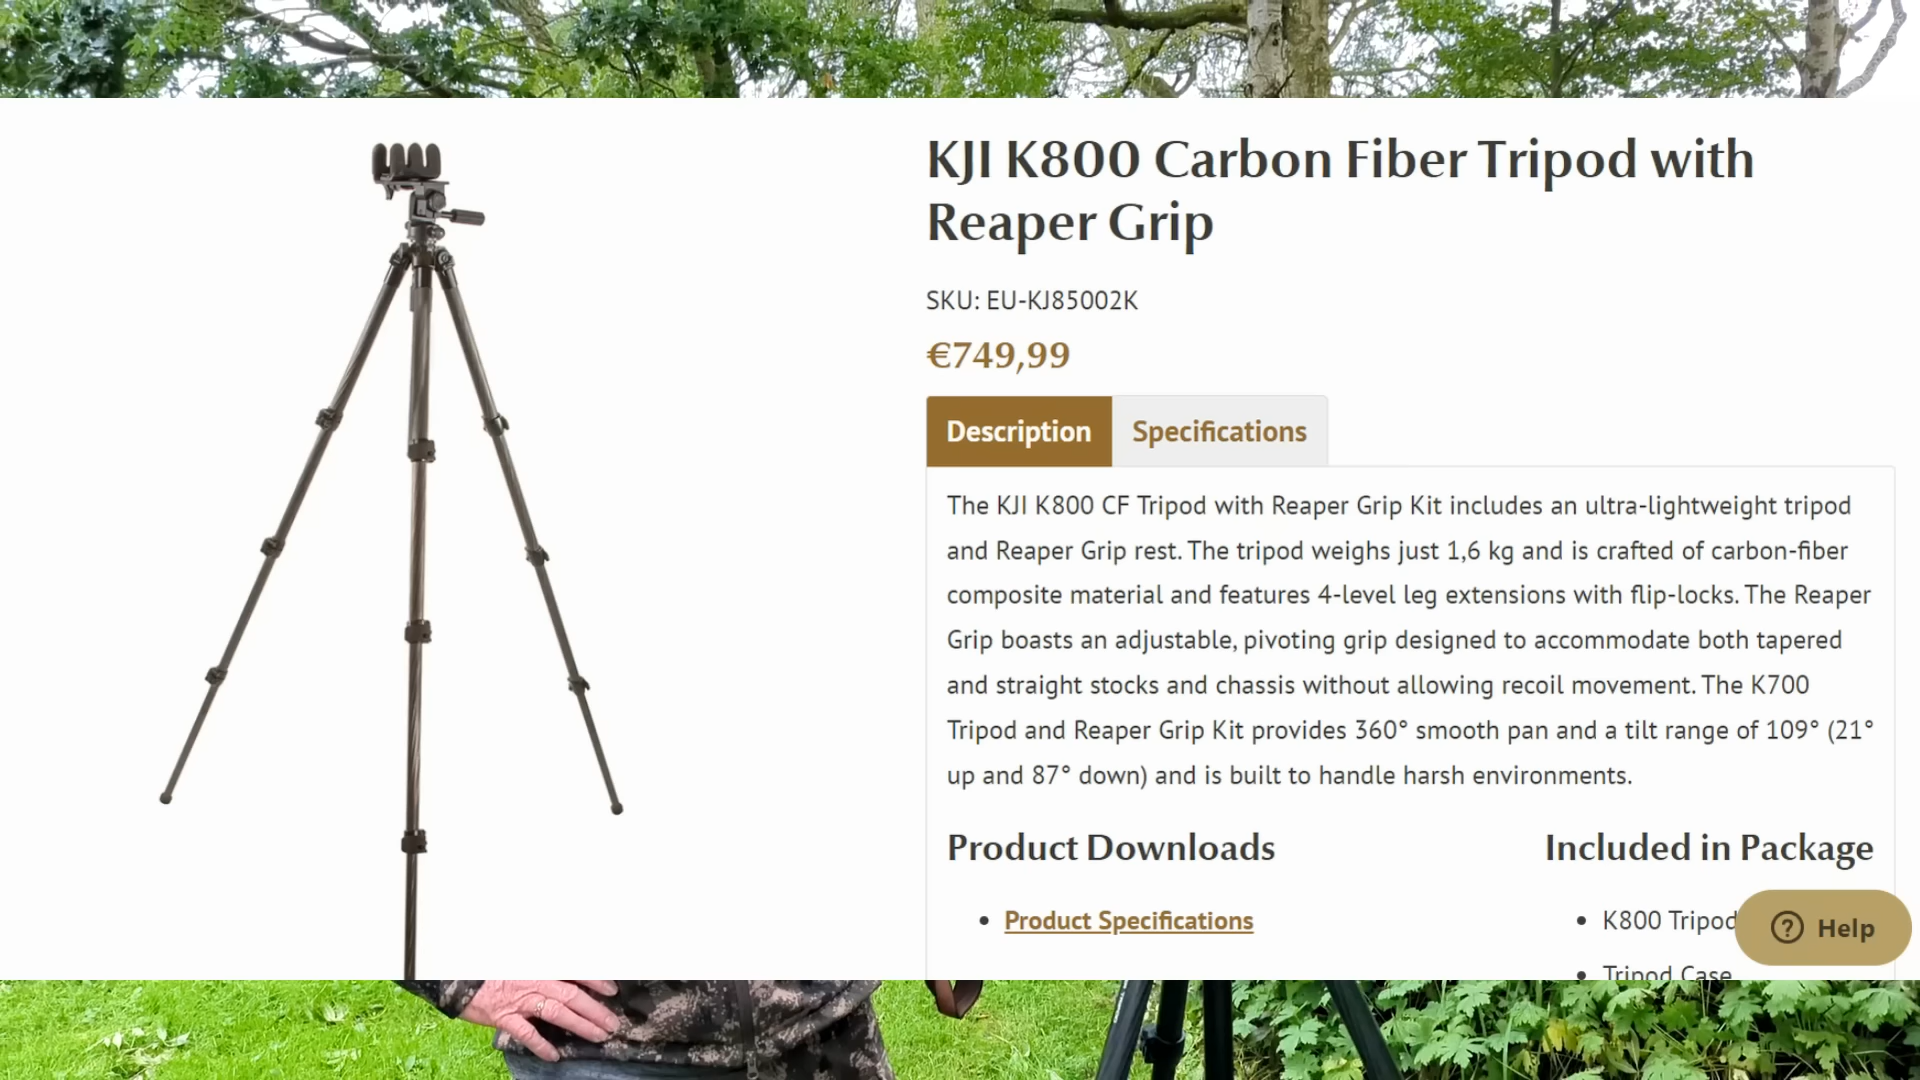 KJI K800 Carbon Fiber Tripod with
Reaper Grip
SKU: EU-KJ85002K
€749,99
Description
Specifications
The KJI K800 CF Tripod with Reaper Grip Kit includes an ultra-lightweight tripod
and Reaper Grip rest. The tripod weighs just 1,6 kg and is crafted of carbon-fiber
composite material and features 4-level leg extensions with flip-locks. The Reaper
Grip boasts an adjustable, pivoting grip designed to accommodate both tapered
and straight stocks and chassis without allowing recoil movement. The K700
Tripod and Reaper Grip Kit provides 360° smooth pan and a tilt range of 109° (21°
up and 87° down) and is built to handle harsh environments.
Product Downloads
• Product Specifications
Included in Package
• K800 Tripod
• Tripod Case
? Help